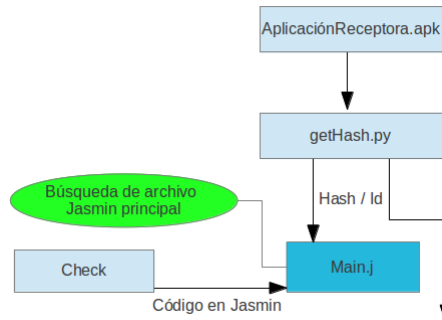 AplicaciónReceptora.apk
getHash.py
Hash / Id
Búsqueda de archivo
Jasmin principal
Check
Main.j
Código en Jasmin